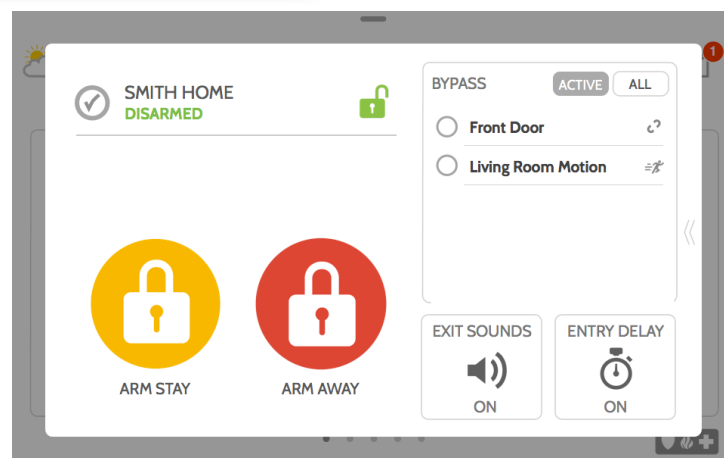 1
SMITH HOME
DISARMED
BYPASS
ACTIVE
ALL
Front Door
Living Room Motion
ARM STAY
ARM AWAY
EXIT SOUNDS
ON
ENTRY DELAY
ON